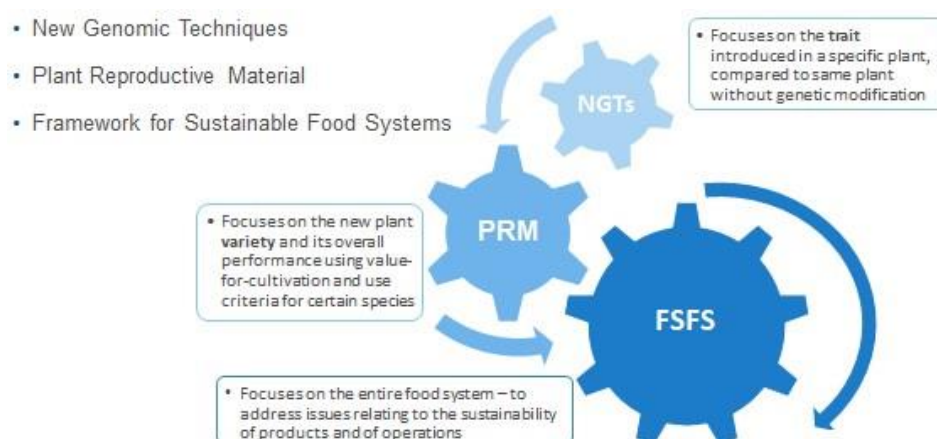 • New Genomic Techniques
• Plant Reproductive Material
• Framework for Sustainable Food Systems
NGTs
• Focuses on the trait
introduced in a specific plant,
compared to same plant
without genetic modification
• Focuses on the new plant
variety and its overall
performance using value-
for-cultivation and use
criteria for certain species
PRM
FSFS
• Focuses on the entire food system – to
address issues relating to the sustainability
of products and of operations